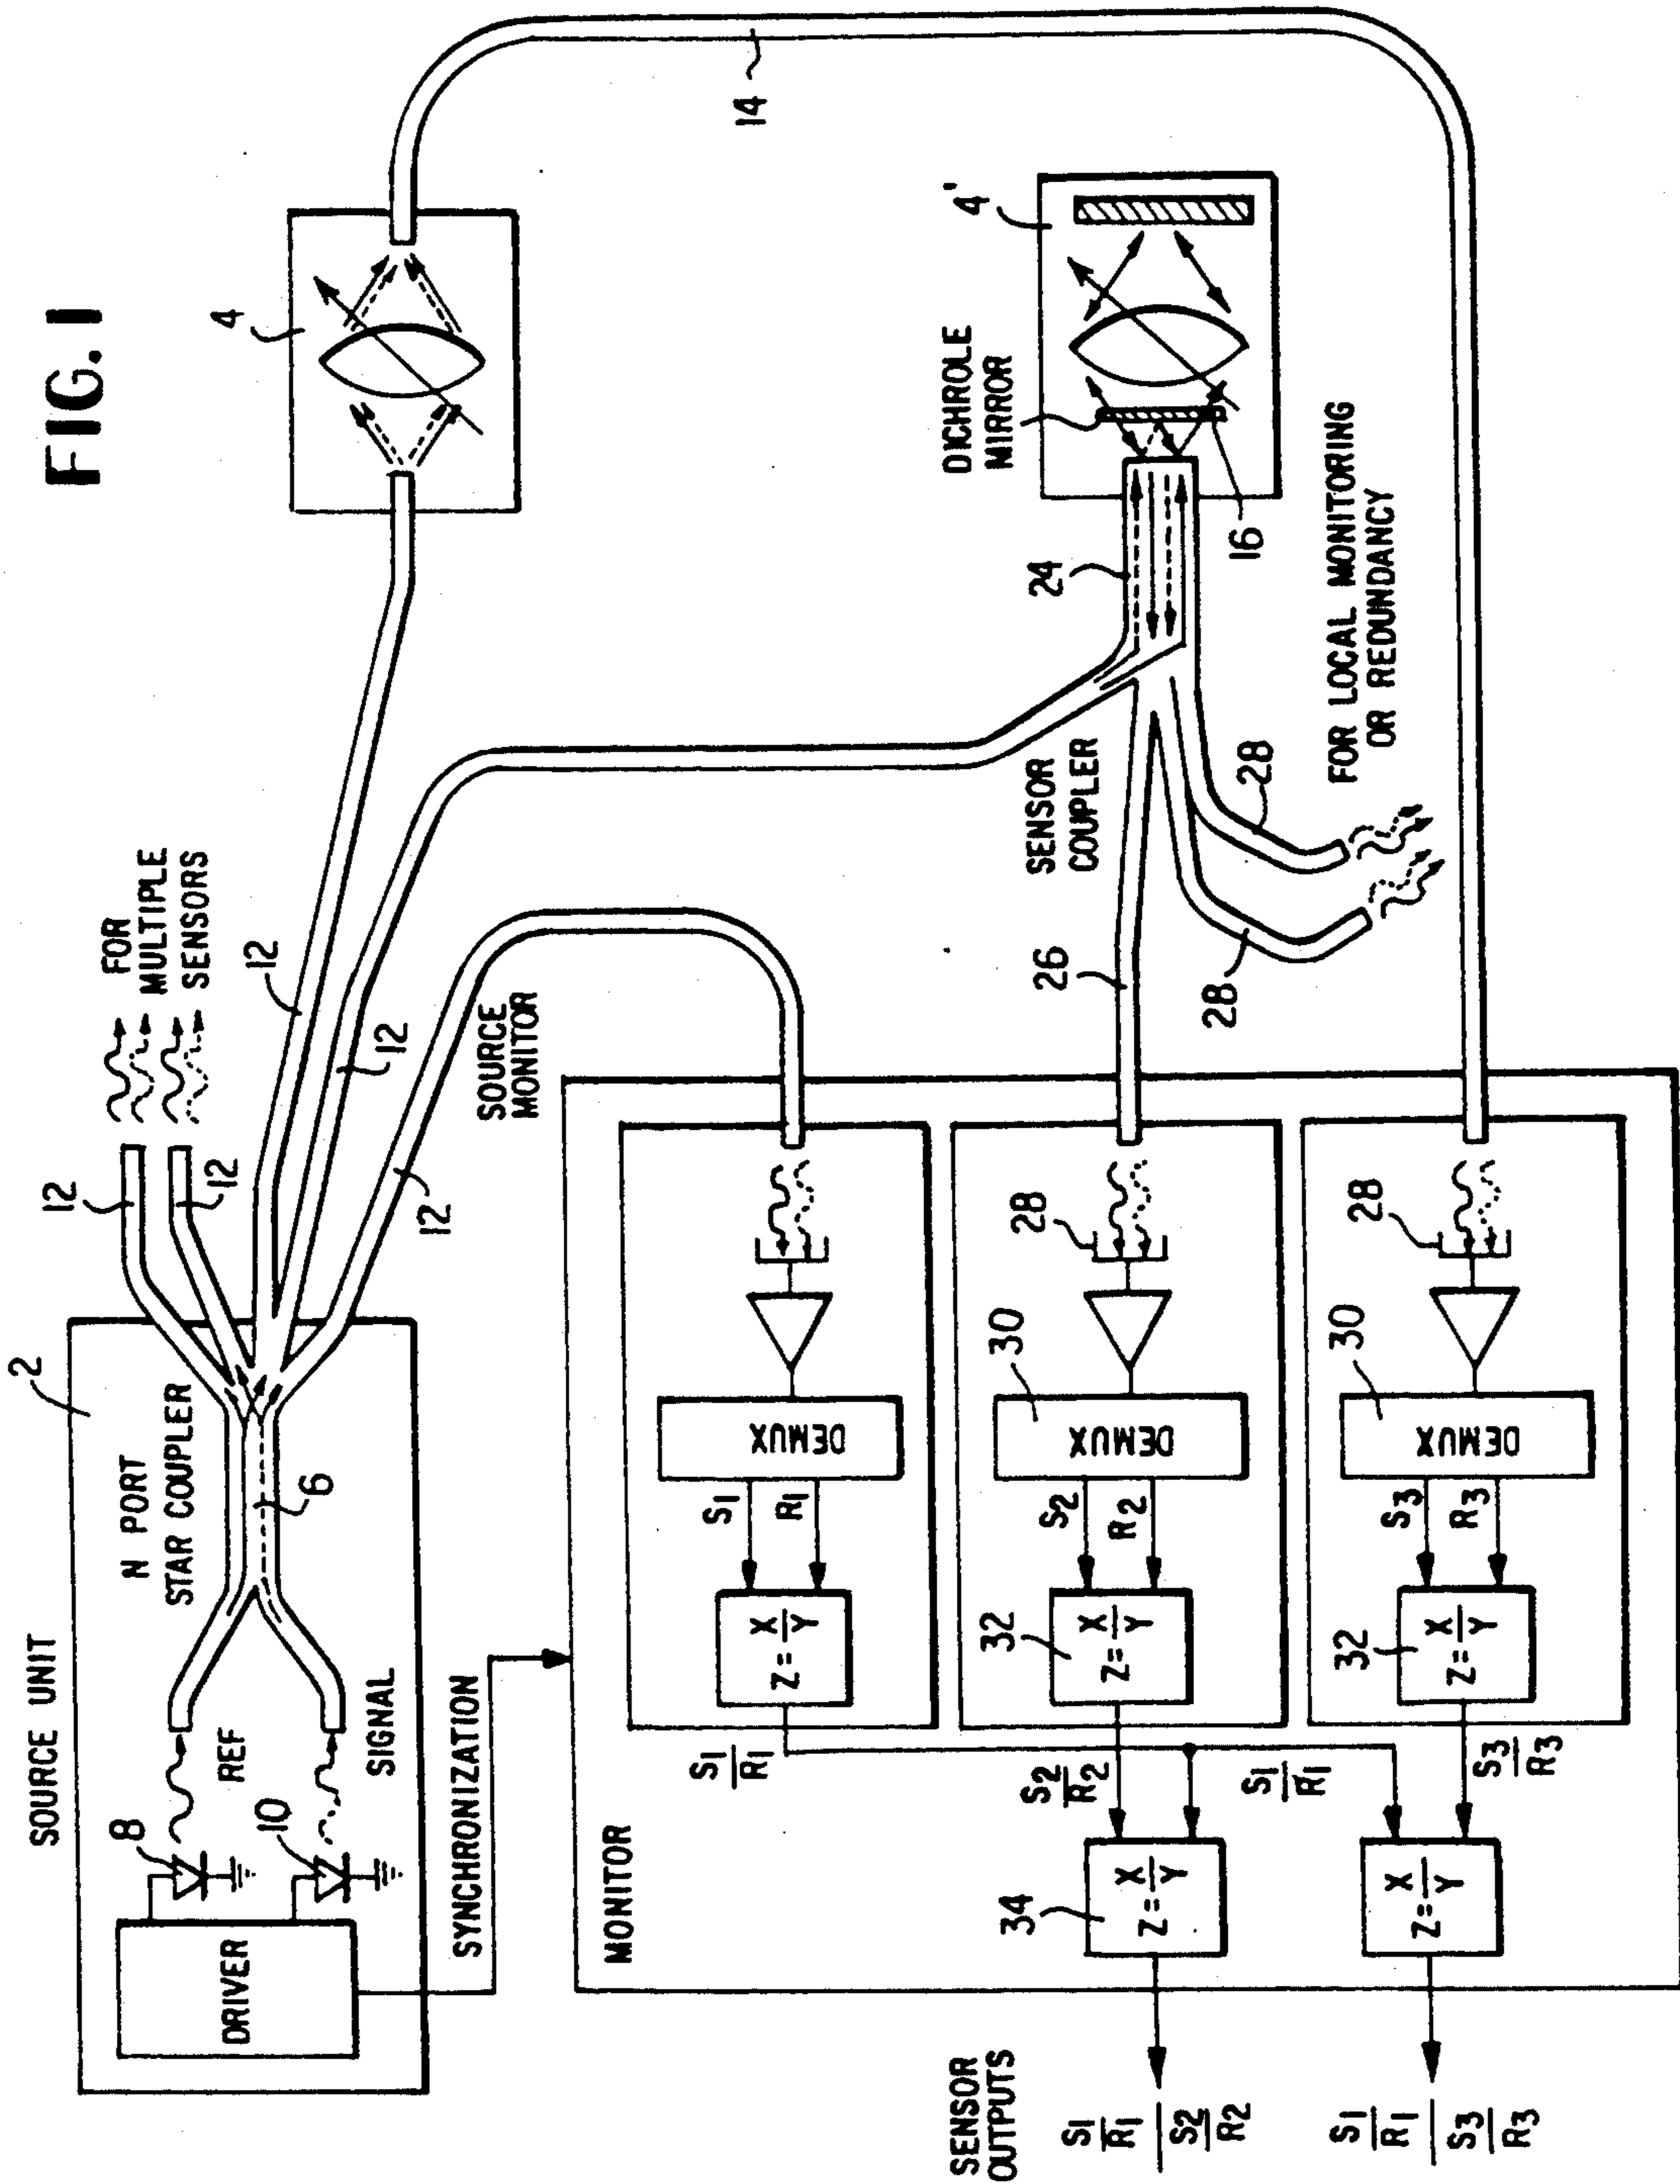 FIG. 1
SOURCE UNIT
2
N PORT
STAR COUPLER
6
8
10
REF
SIGNAL
DRIVER
12
12
FOR
MULTIPLE
SENSORS
12
12
12
SOURCE
MONITOR
4
14
SYNCHRONIZATION
MONITOR
DICHROLE
MIRROR
4'
16
24
SENSOR
COUPLER
26
28
28
FOR LOCAL MONITORING
OR REDUNDANCY
DEMUX
S1
R1
Z = X/Y
S1/R1
28
30
DEMUX
S2
R2
32
Z = X/Y
S2/R2
S1/R1
28
30
DEMUX
S3
R3
32
Z = X/Y
S3/R3
34
Z = X/Y
Z = X/Y
SENSOR
OUTPUTS
S1/R1 | S2/R2
S1/R1 | S3/R3